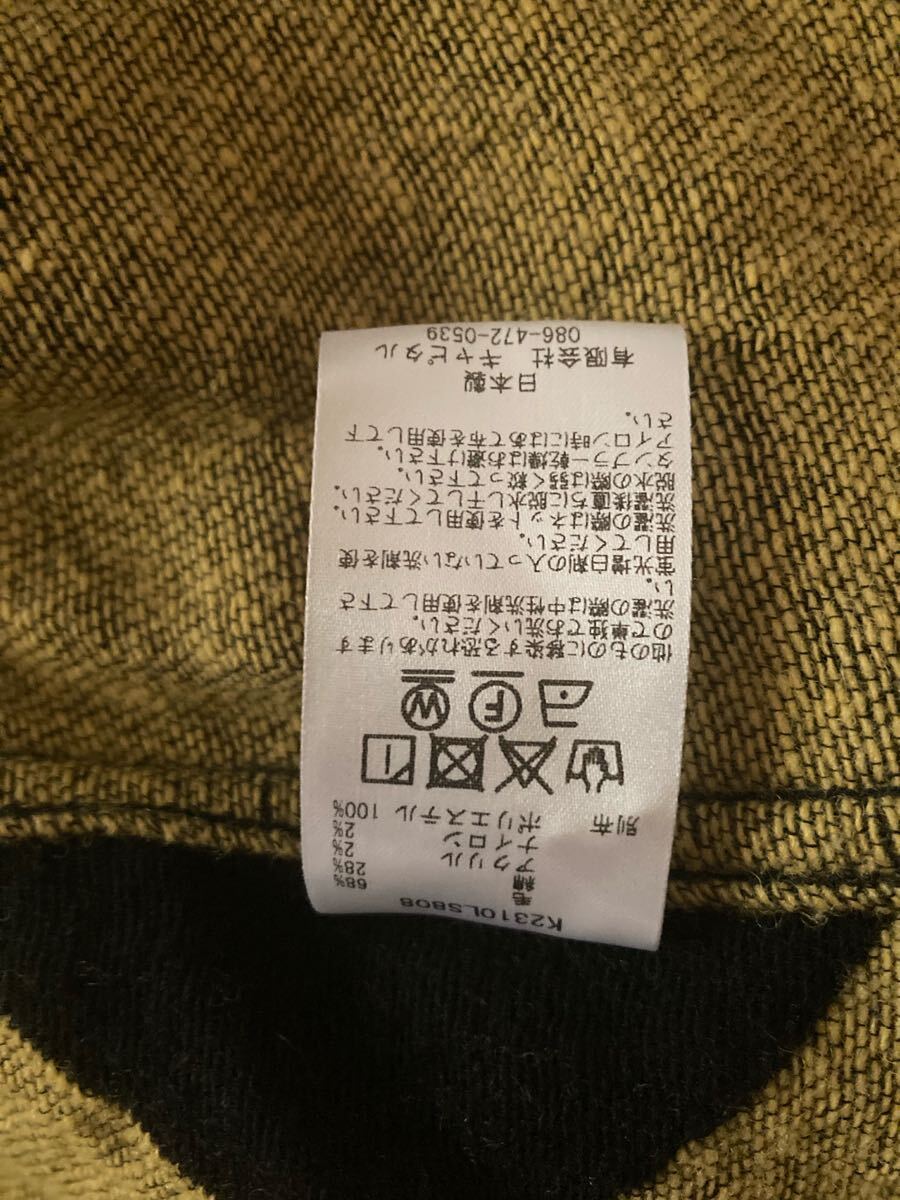 K2310LS808
毛 68%
綿 28%
アクリル 2%
ナイロン 2%
別布 ポリエステル 100%
F W
他のものに移染する恐れがあります
ので単独でお洗いください。
洗濯の際は中性洗剤を使用して下さ
い。
蛍光増白剤の入っていない洗剤を使
用してください。
洗濯の際はネットを使用して下さい。
洗濯後直ちに脱水し干してください。
脱水の際は弱く絞って下さい。
タンブラー乾燥はお避け下さい。
アイロン時にはあて布を使用して下
さい。
日本製
有限会社 キャピタル
086-472-0539